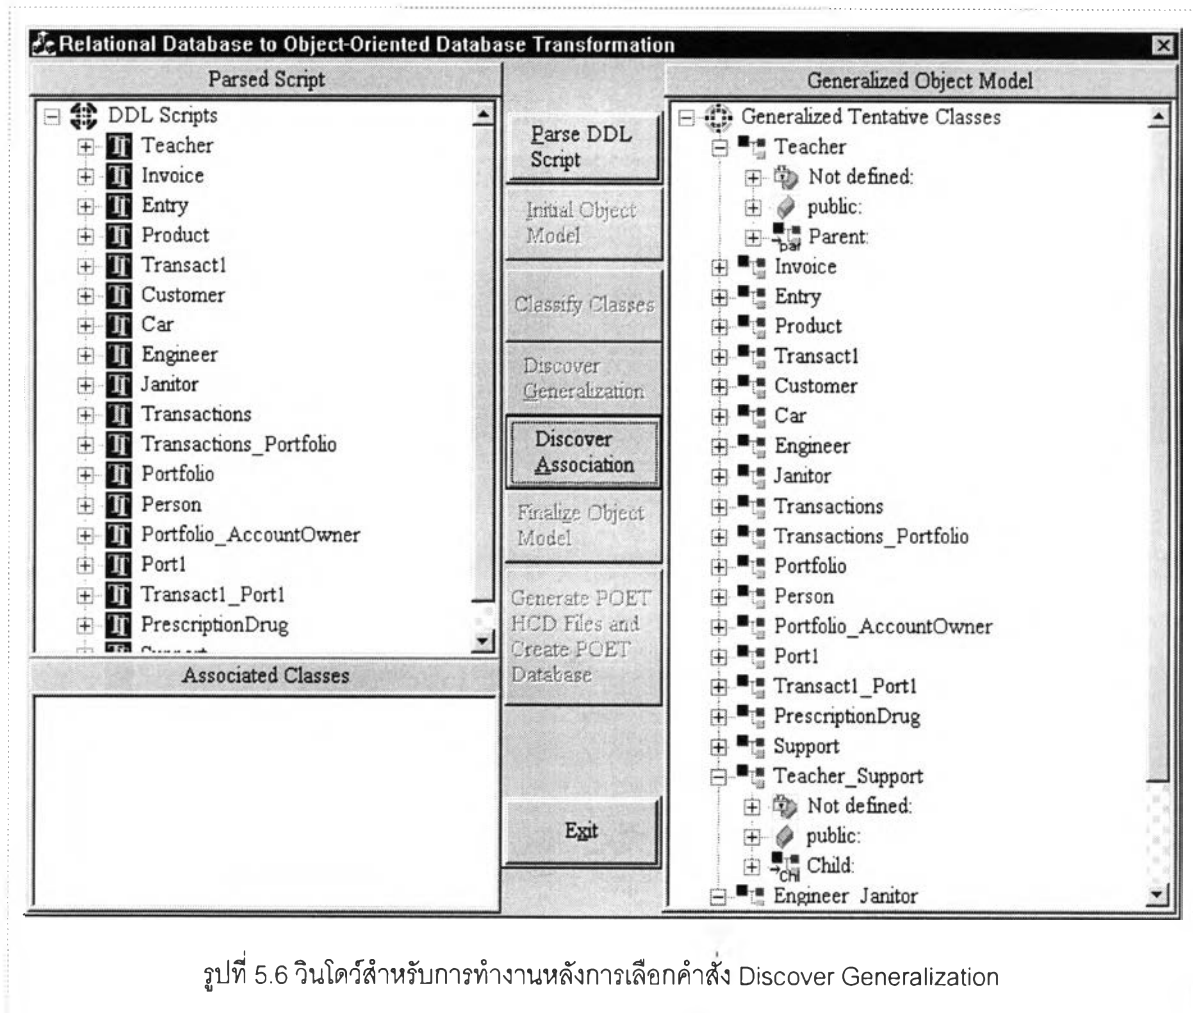 Relational Database to Object-Oriented Database Transformation
Parsed Script
DDL Scripts
Teacher
Invoice
Entry
Product
Transact1
Customer
Car
Engineer
Janitor
Transactions
Transactions_Portfolio
Portfolio
Person
Portfolio_AccountOwner
Port1
Transact1_Port1
PrescriptionDrug
Associated Classes
Parse DDL
Script
Initial Object
Model
Classify Classes
Discover
Generalization
Discover
Association
Finalize Object
Model
Generate POET
HCD Files and
Create POET
Database
Exit
Generalized Object Model
Generalized Tentative Classes
Teacher
Not defined:
public:
Parent:
Invoice
Entry
Product
Transact1
Customer
Car
Engineer
Janitor
Transactions
Transactions_Portfolio
Portfolio
Person
Portfolio_AccountOwner
Port1
Transact1_Port1
PrescriptionDrug
Support
Teacher_Support
Not defined:
public:
Child:
Engineer Janitor
รูปที่ 5.6 วินโดว์สำหรับการทำงานหลังการเลือกคำสั่ง Discover Generalization